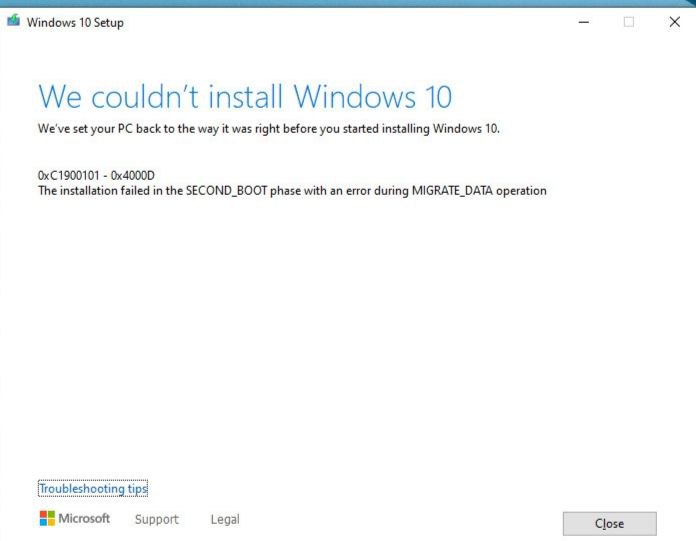 Windows 10 Setup
We couldn't install Windows 10
We've set your PC back to the way it was right before you started installing Windows 10.
0xC1900101 - 0x4000D
The installation failed in the SECOND_BOOT phase with an error during MIGRATE_DATA operation
Troubleshooting tips
Microsoft Support Legal
Close